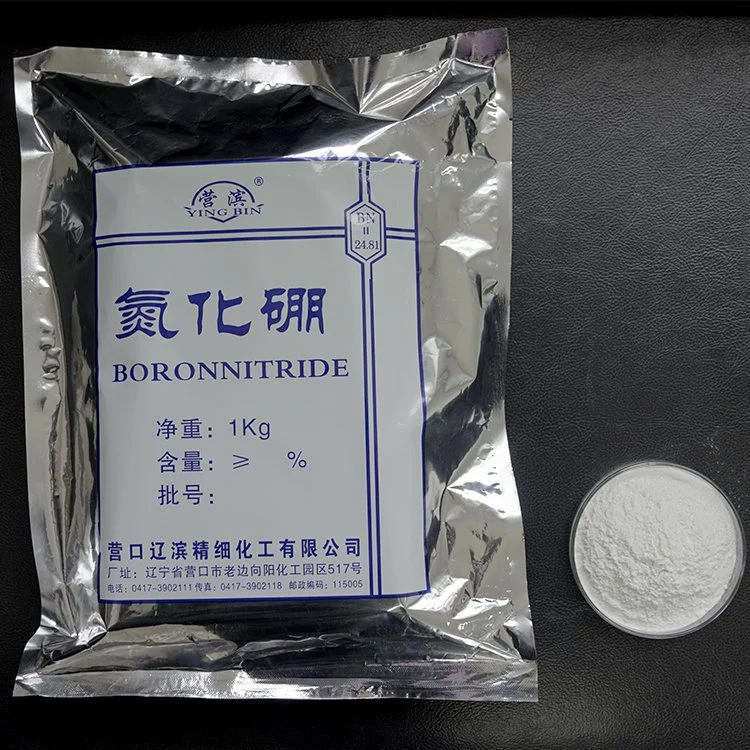 营滨®
YING BIN
BN
II
24.81
氮化硼
BORONNITRIDE
净重：1Kg
含量：≥ %
批号：
营口辽滨精细化工有限公司
厂址：辽宁省营口市老边向阳化工园区517号
电话：0417-3902111 传真：0417-3902118 邮政编码：115005